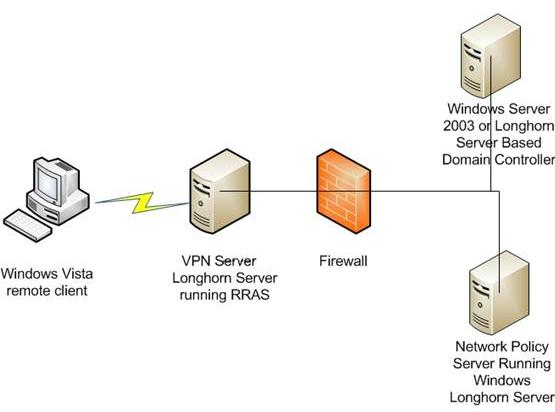 Windows Server
2003 or Longhorn
Server Based
Domain Controller
Windows Vista
remote client
VPN Server
Longhorn Server
running RRAS
Firewall
Network Policy
Server Running
Windows
Longhorn Server